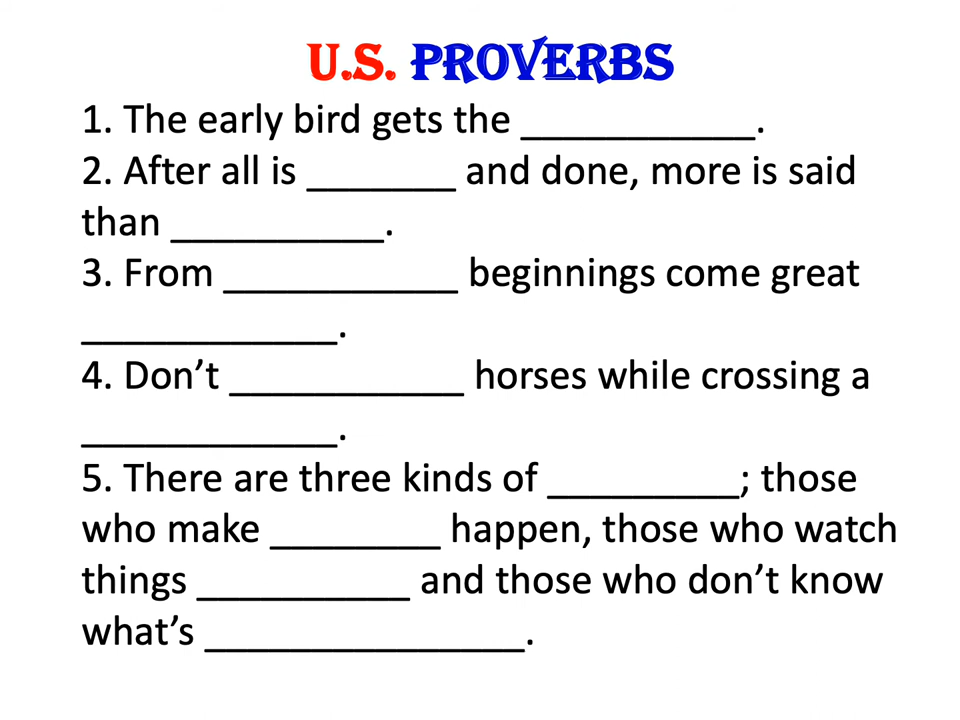 U.S. PROVERBS
1. The early bird gets the ___________.
2. After all is _______ and done, more is said
than __________.
3. From ___________ beginnings come great
____________.
4. Don’t ___________ horses while crossing a
____________.
5. There are three kinds of _________; those
who make ________ happen, those who watch
things __________ and those who don’t know
what’s _______________.